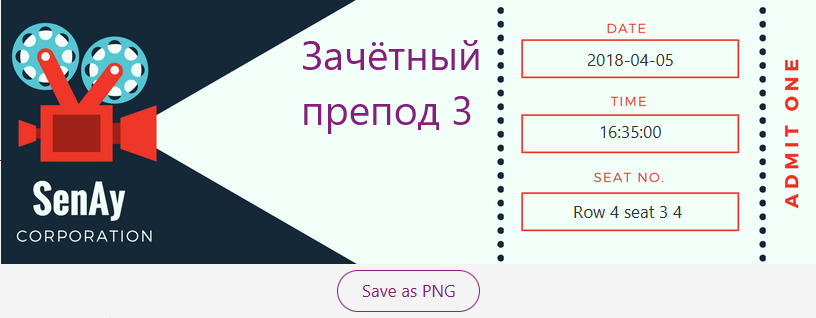 Зачётный
препод 3
DATE
2018-04-05
TIME
16:35:00
SEAT NO.
Row 4 seat 3 4
ADMIT ONE
SenAy
CORPORATION
Save as PNG